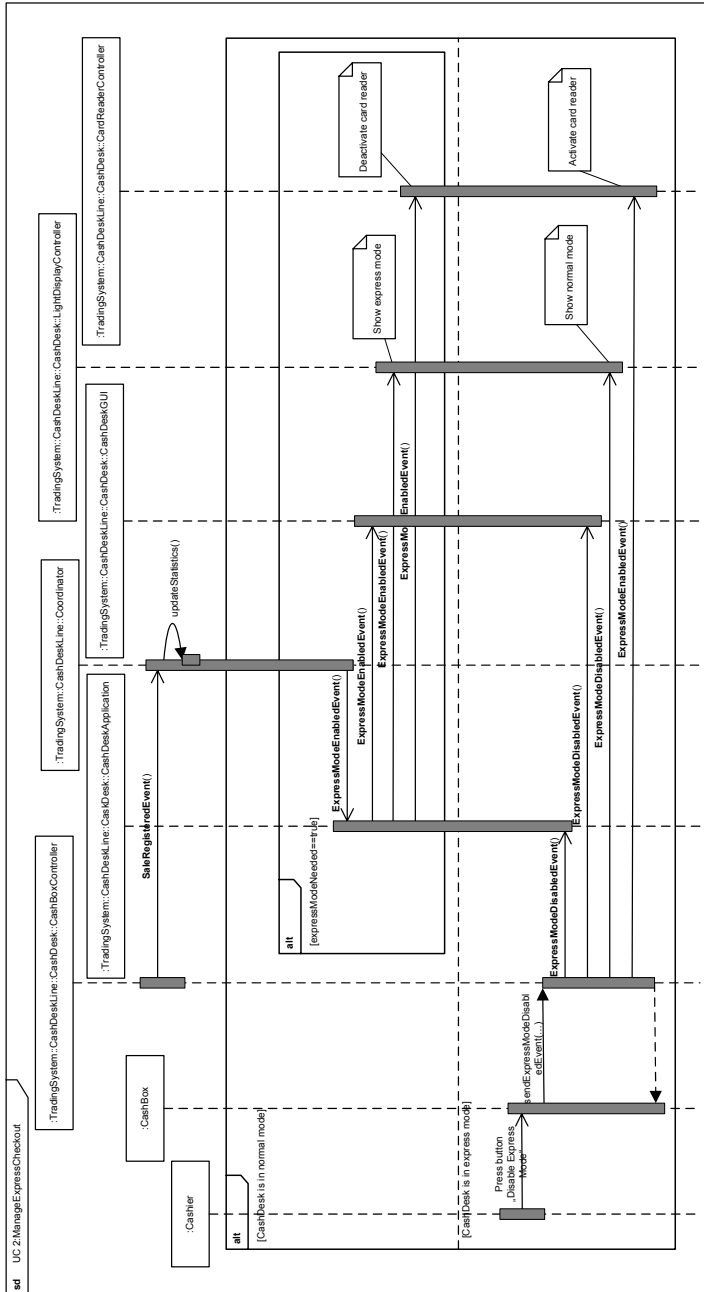 sd UC 2:ManageExpressCheckout
:Cashier
:CashBox
:TradingSystem::CashDeskLine::CashDesk::CashBoxController
:TradingSystem::CashDeskLine::CaskDesk::CashDeskApplication
:TradingSystem::CashDeskLine::Coordinator
:TradingSystem::CashDeskLine::CashDesk::CashDeskGUI
:TradingSystem::CashDeskLine::CashDesk::LightDisplayController
:TradingSystem::CashDeskLine::CashDesk::CardReaderController
SaleRegisteredEvent()
updateStatistics()
alt
[CashDesk is in normal mode]
alt
[expressModeNeeded==true]
ExpressModeEnabledEvent()
ExpressModeEnabledEvent()
ExpressModeEnabledEvent()
ExpressModeEnabledEvent()
Show express mode
Deactivate card reader
[CashDesk is in express mode]
Press button
„Disable Express
Mode"
sendExpressModeDisabl
edEvent(...)
ExpressModeDisabledEvent()
ExpressModeDisabledEvent()
ExpressModeDisabledEvent()
ExpressModeEnabledEvent()
Show normal mode
Activate card reader